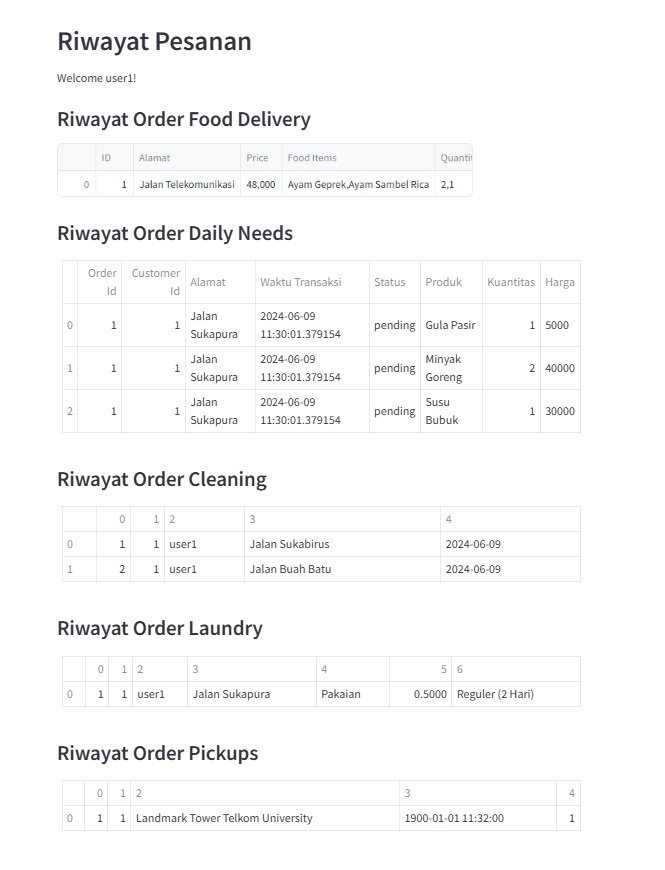 Riwayat Pesanan
Welcome user1!
Riwayat Order Food Delivery
ID Alamat Price Food Items
0 1 Jalan Telekomunikasi 48,000 Ayam Geprek,Ayam Sambel Rica 2,1
Riwayat Order Daily Needs
Order Id Customer Id Alamat Waktu Transaksi Status Produk Kuantitas Harga
0 1 1 Jalan Sukapura 2024-06-09 11:30:01.379154 pending Gula Pasir 1 5000
1 1 1 Jalan Sukapura 2024-06-09 11:30:01.379154 pending Minyak Goreng 2 40000
2 1 1 Jalan Sukapura 2024-06-09 11:30:01.379154 pending Susu Bubuk 1 30000
Riwayat Order Cleaning
0 1 2 3 4
0 1 1 user1 Jalan Sukabirus 2024-06-09
1 2 1 user1 Jalan Buah Batu 2024-06-09
Riwayat Order Laundry
0 1 2 3 4 5 6
0 1 1 user1 Jalan Sukapura Pakaian 0.5000 Reguler (2 Hari)
Riwayat Order Pickups
0 1 2 3 4
0 1 1 Landmark Tower Telkom University 1900-01-01 11:32:00 1